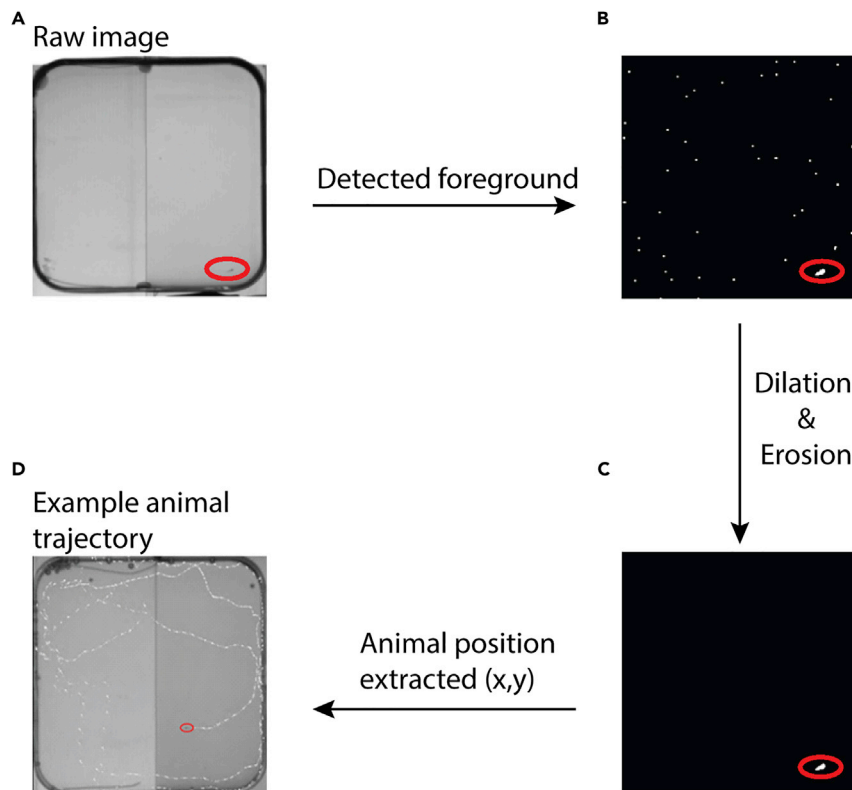 A
Raw image
Detected foreground
B
Dilation
&
Erosion
D
Example animal
trajectory
Animal position
extracted (x,y)
C